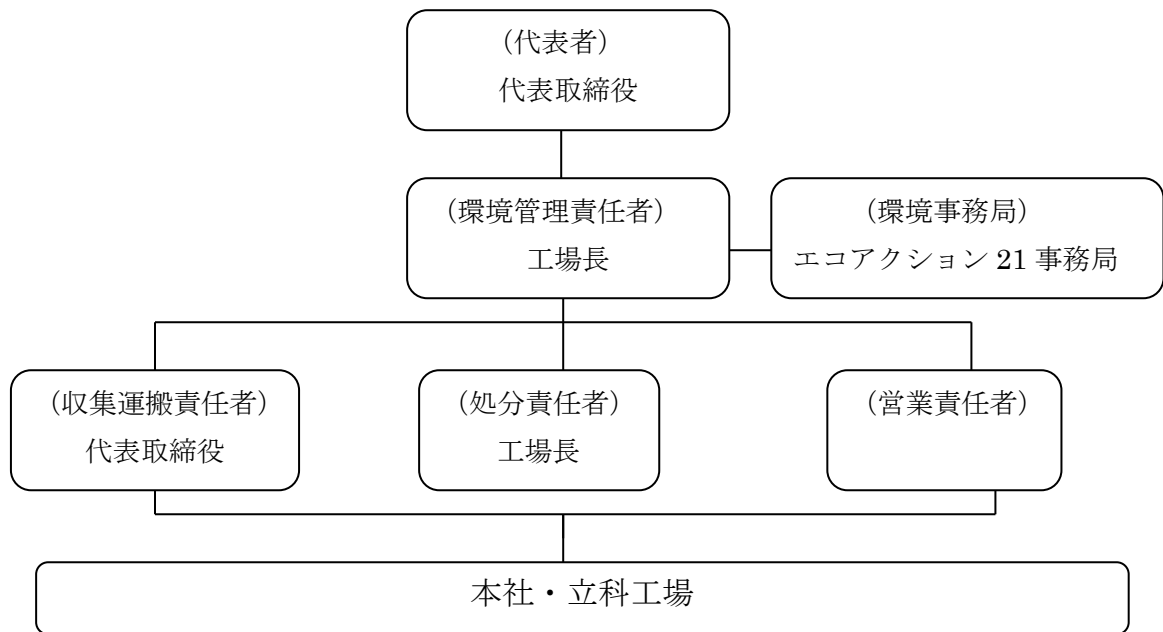 （代表者）
代表取締役
（環境管理責任者）
工場長
（環境事務局）
エコアクション 21 事務局
（収集運搬責任者）
代表取締役
（処分責任者）
工場長
（営業責任者）
本社・立科工場